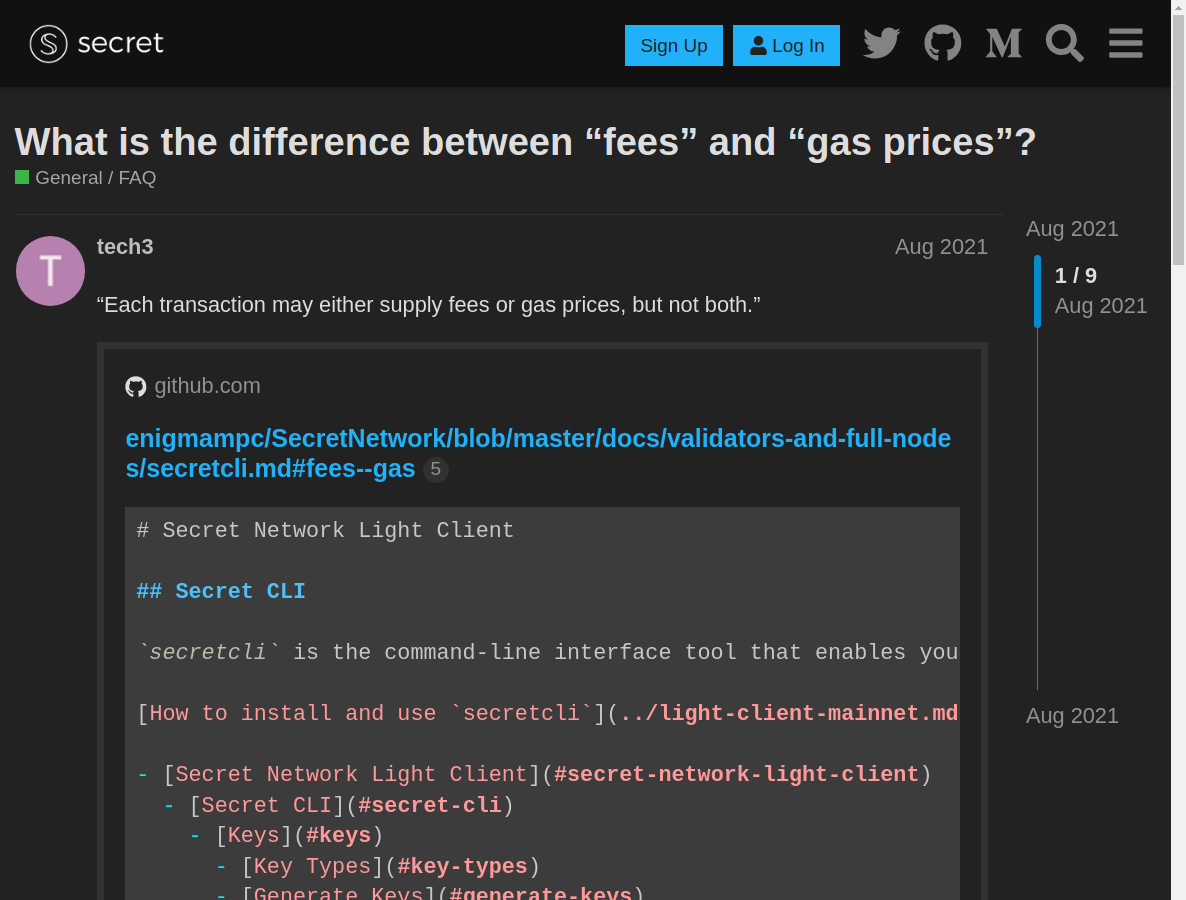 secret
Sign Up
Log In
What is the difference between “fees” and “gas prices”?
General / FAQ
Aug 2021
T
tech3
Aug 2021
1 / 9
Aug 2021
“Each transaction may either supply fees or gas prices, but not both.”
github.com
enigmampc/SecretNetwork/blob/master/docs/validators-and-full-node
s/secretcli.md#fees--gas 5
# Secret Network Light Client
## Secret CLI
`secretcli` is the command-line interface tool that enables you
[How to install and use `secretcli`](../light-client-mainnet.md
Aug 2021
- [Secret Network Light Client](#secret-network-light-client)
- [Secret CLI](#secret-cli)
- [Keys](#keys)
- [Key Types](#key-types)
- [Generate Keys](#generate-keys)